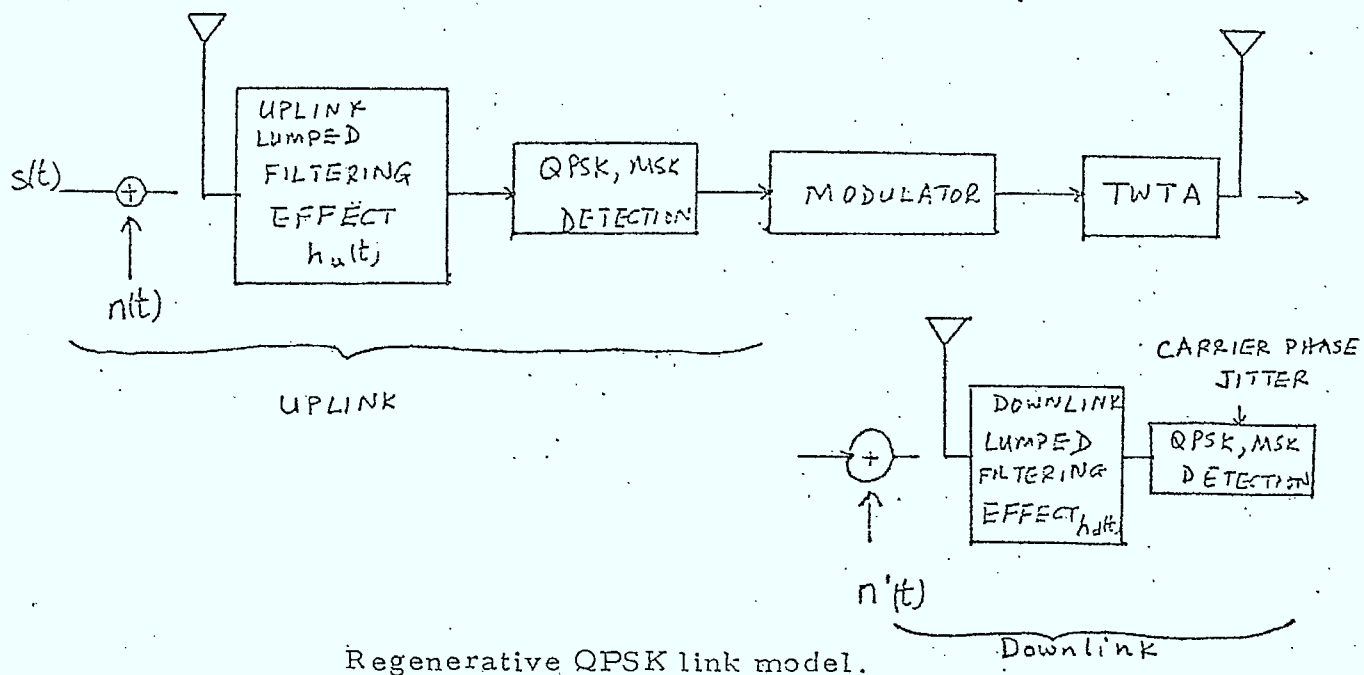 UPLINK
LUMPED
FILTERING
EFFECT
hu(t)
s(t)
+
n(t)
QPSK, MSK
DETECTION
MODULATOR
TWTA
UPLINK
CARRIER PHASE
JITTER
DOWNLINK
LUMPED
FILTERING
EFFECT hd(t)
+
QPSK, MSK
DETECTION
n'(t)
Downlink
Regenerative QPSK link model.